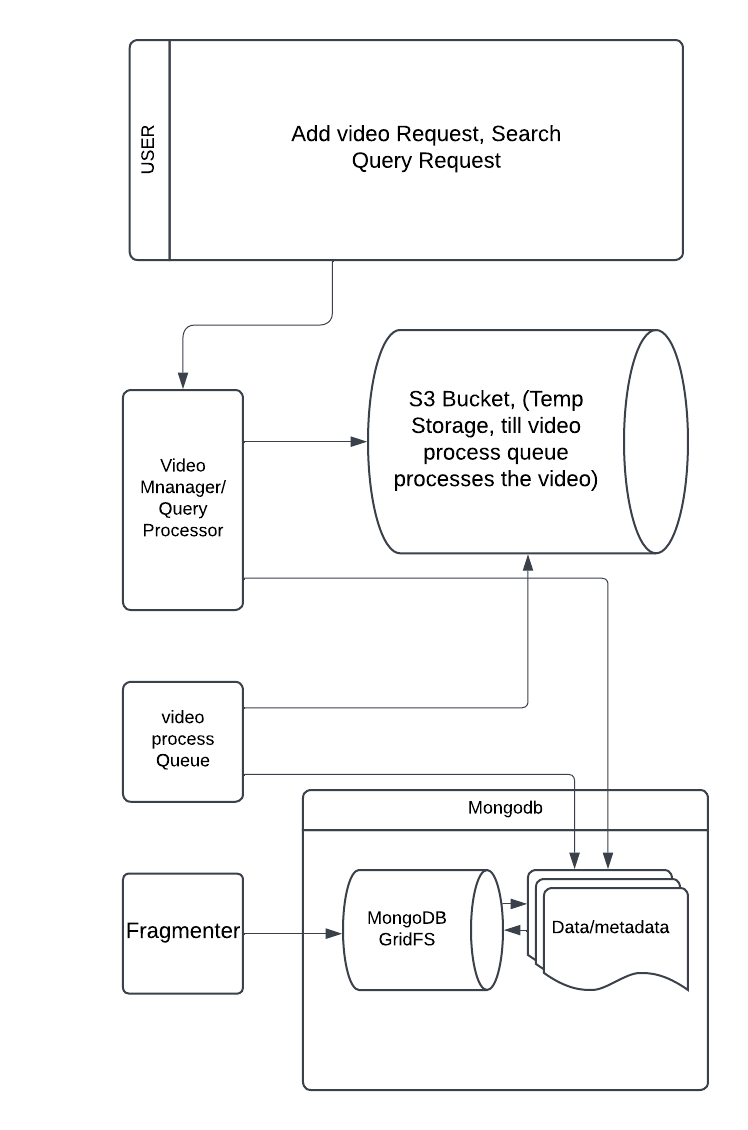 USER
Add video Request, Search
Query Request
S3 Bucket, (Temp
Storage, till video
process queue
processes the video)
Video
Mnanager/
Query
Processor
video
process
Queue
Mongodb
Fragmenter
MongoDB
GridFS
Data/metadata